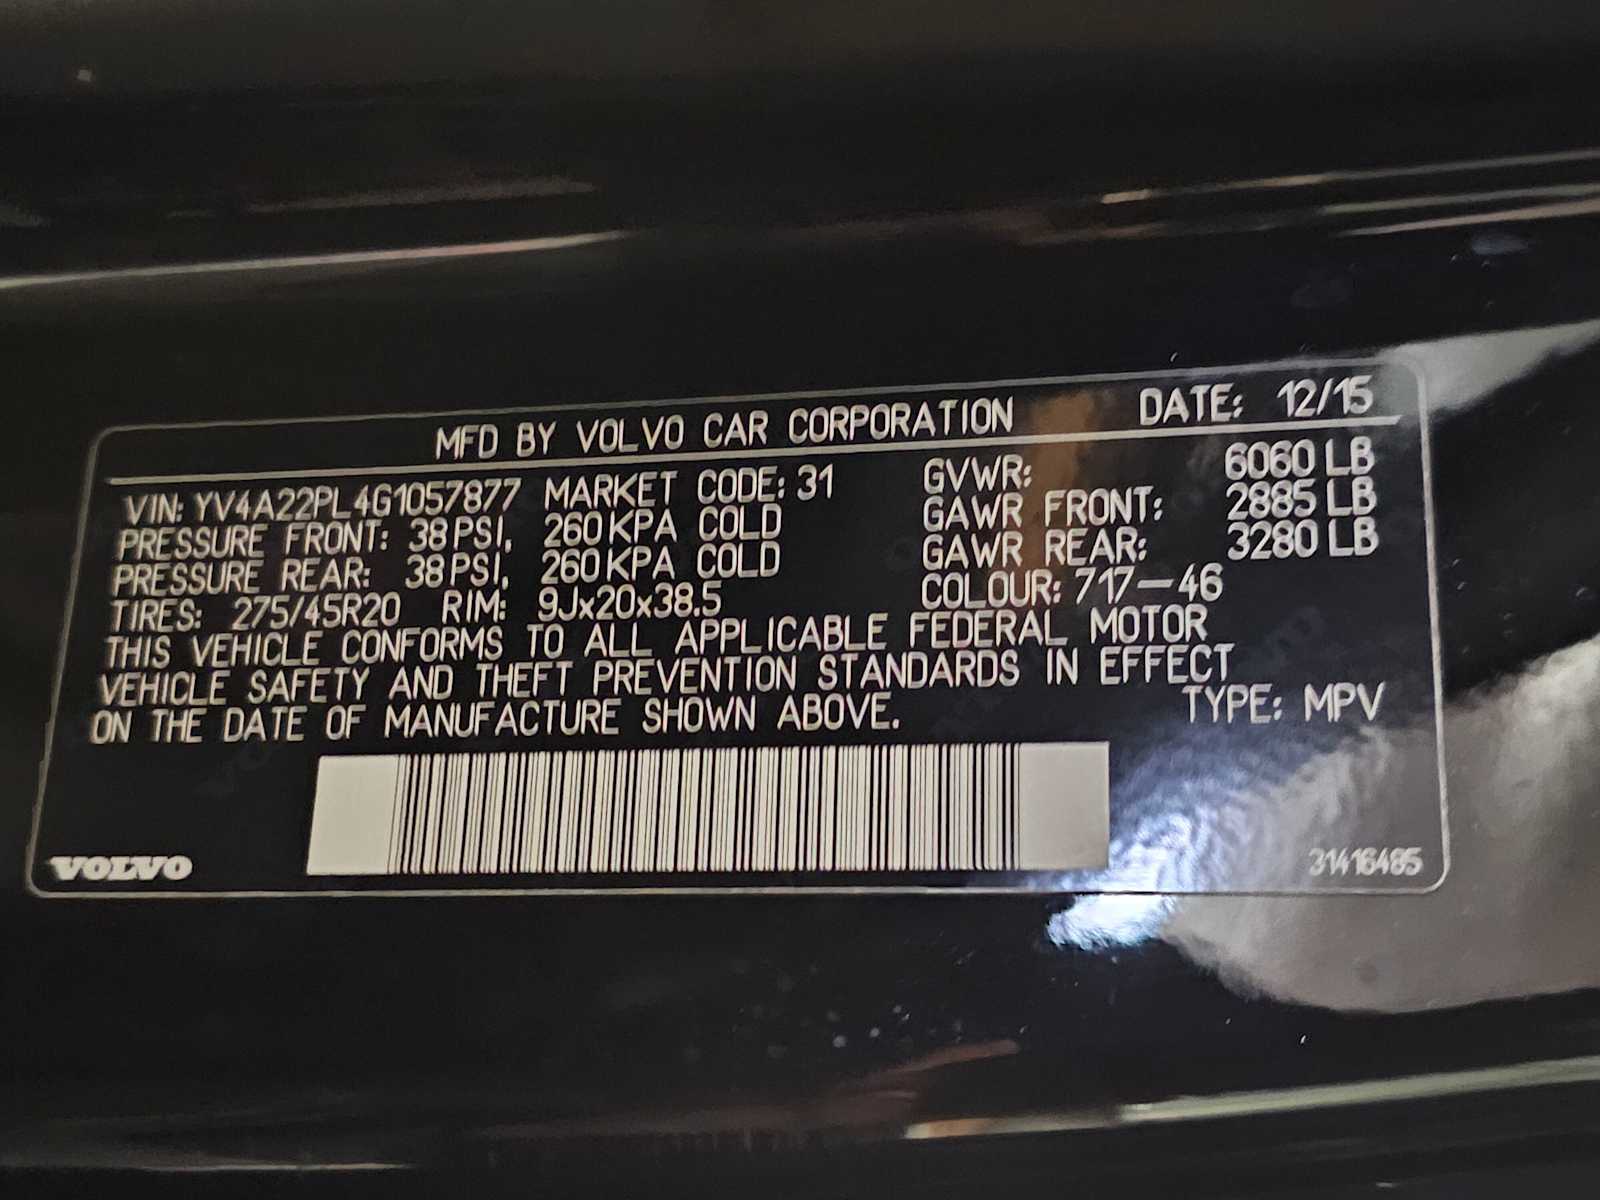 MFD BY VOLVO CAR CORPORATION DATE: 12/15
VIN: YV4A22PL4G1057877 MARKET CODE: 31 GVWR: 6060 LB
PRESSURE FRONT: 38 PSI, 260 KPA COLD GAWR FRONT: 2885 LB
PRESSURE REAR: 38 PSI, 260 KPA COLD GAWR REAR: 3280 LB
TIRES: 275/45R20 RIM: 9Jx20x38.5 COLOUR: 717-46
THIS VEHICLE CONFORMS TO ALL APPLICABLE FEDERAL MOTOR
VEHICLE SAFETY AND THEFT PREVENTION STANDARDS IN EFFECT
ON THE DATE OF MANUFACTURE SHOWN ABOVE. TYPE: MPV
VOLVO 31416485